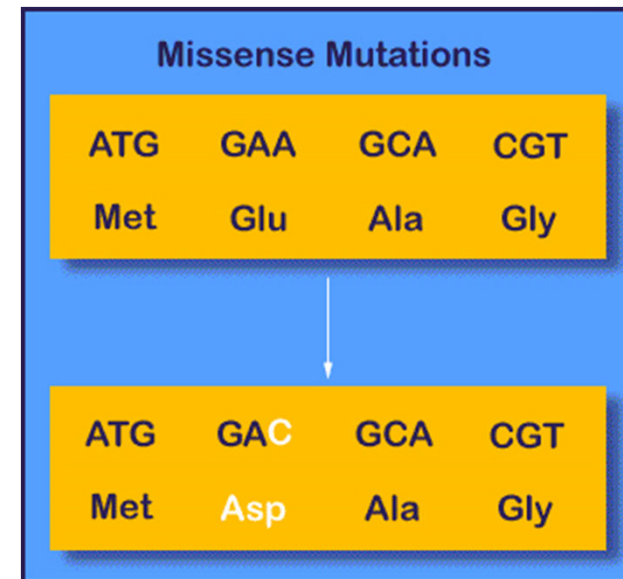 Missense Mutations
ATG GAA GCA CGT
Met Glu Ala Gly
ATG GAC GCA CGT
Met Asp Ala Gly